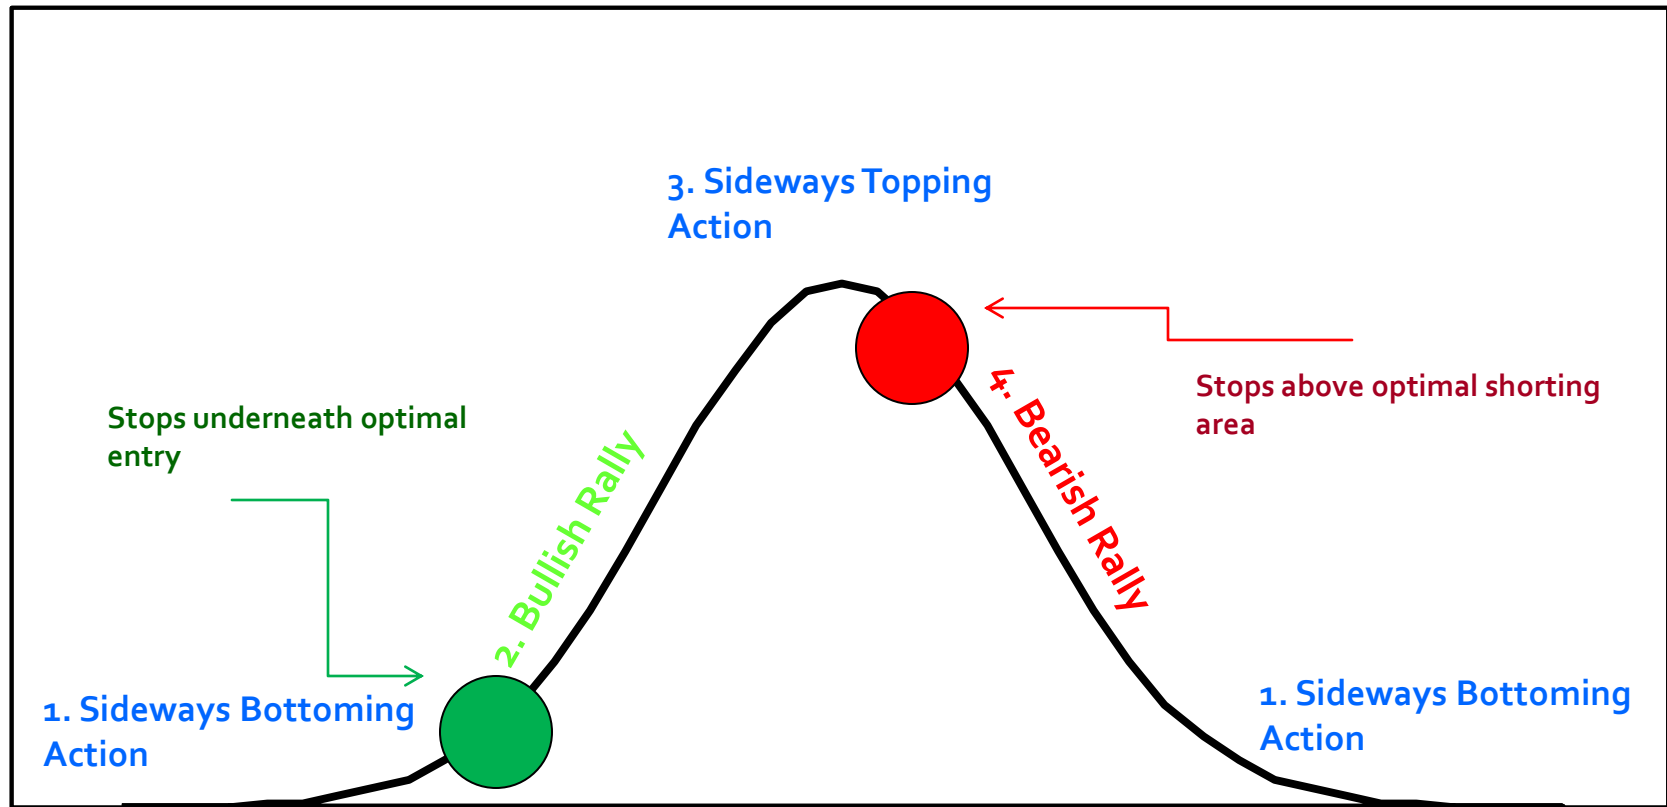 3. Sideways Topping
Action
Stops above optimal shorting
area
Stops underneath optimal
entry
2. Bullish Rally
4. Bearish Rally
1. Sideways Bottoming
Action
1. Sideways Bottoming
Action